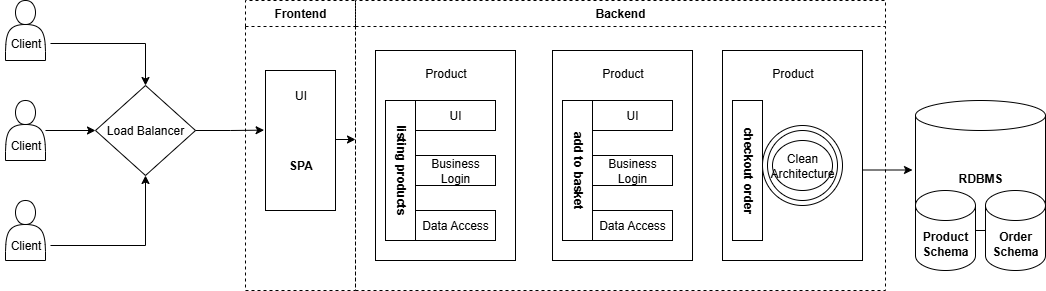 Frontend
Backend
Client
Client
Client
Load Balancer
UI
SPA
Product
listing products
UI
Business
Login
Data Access
Product
add to basket
UI
Business
Login
Data Access
Product
checkout order
Clean
Architecture
RDBMS
Product
Schema
Order
Schema